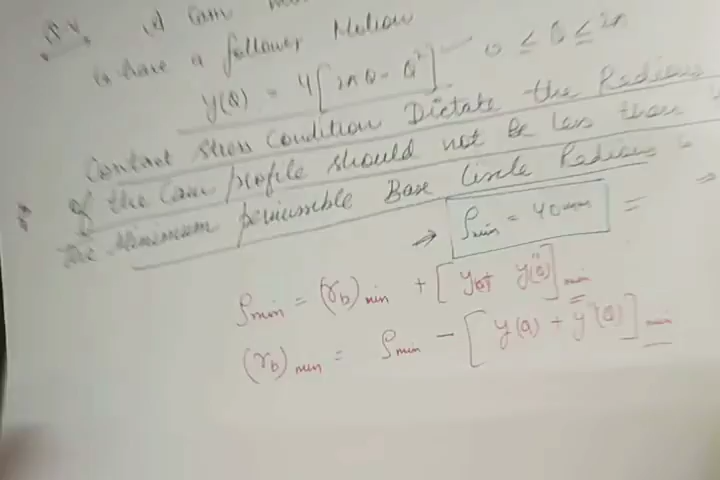 to have a follower Motion
y(θ) = 4[2πθ - θ²] 0 ≤ θ ≤ 2π
Contact stress condition Dictate the Radius
of the Cam profile should not be less than
the Minimum permissible Base Circle Radius
→ ρmin = 40mm = ⇒
ρmin = (rb)min + [y(θ)+ y"(θ)]min
(rb)min = ρmin - [y(θ) + y"(θ)]min